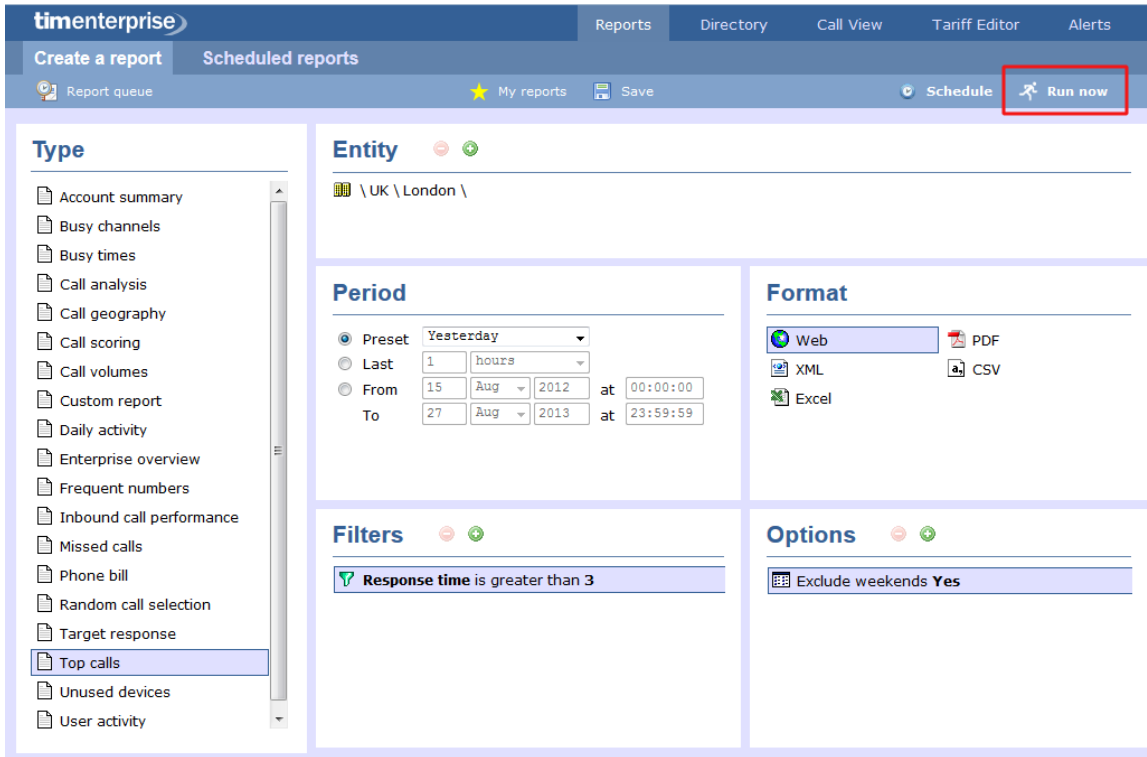 timenterprise
Reports Directory Call View Tariff Editor Alerts
Create a report Scheduled reports
Report queue My reports Save Schedule Run now
Type
Account summary
Busy channels
Busy times
Call analysis
Call geography
Call scoring
Call volumes
Custom report
Daily activity
Enterprise overview
Frequent numbers
Inbound call performance
Missed calls
Phone bill
Random call selection
Target response
Top calls
Unused devices
User activity
Entity
\ UK \ London \
Period
Preset Yesterday
Last 1 hours
From 15 Aug 2012 at 00:00:00
To 27 Aug 2013 at 23:59:59
Format
Web PDF
XML CSV
Excel
Filters
Response time is greater than 3
Options
Exclude weekends Yes